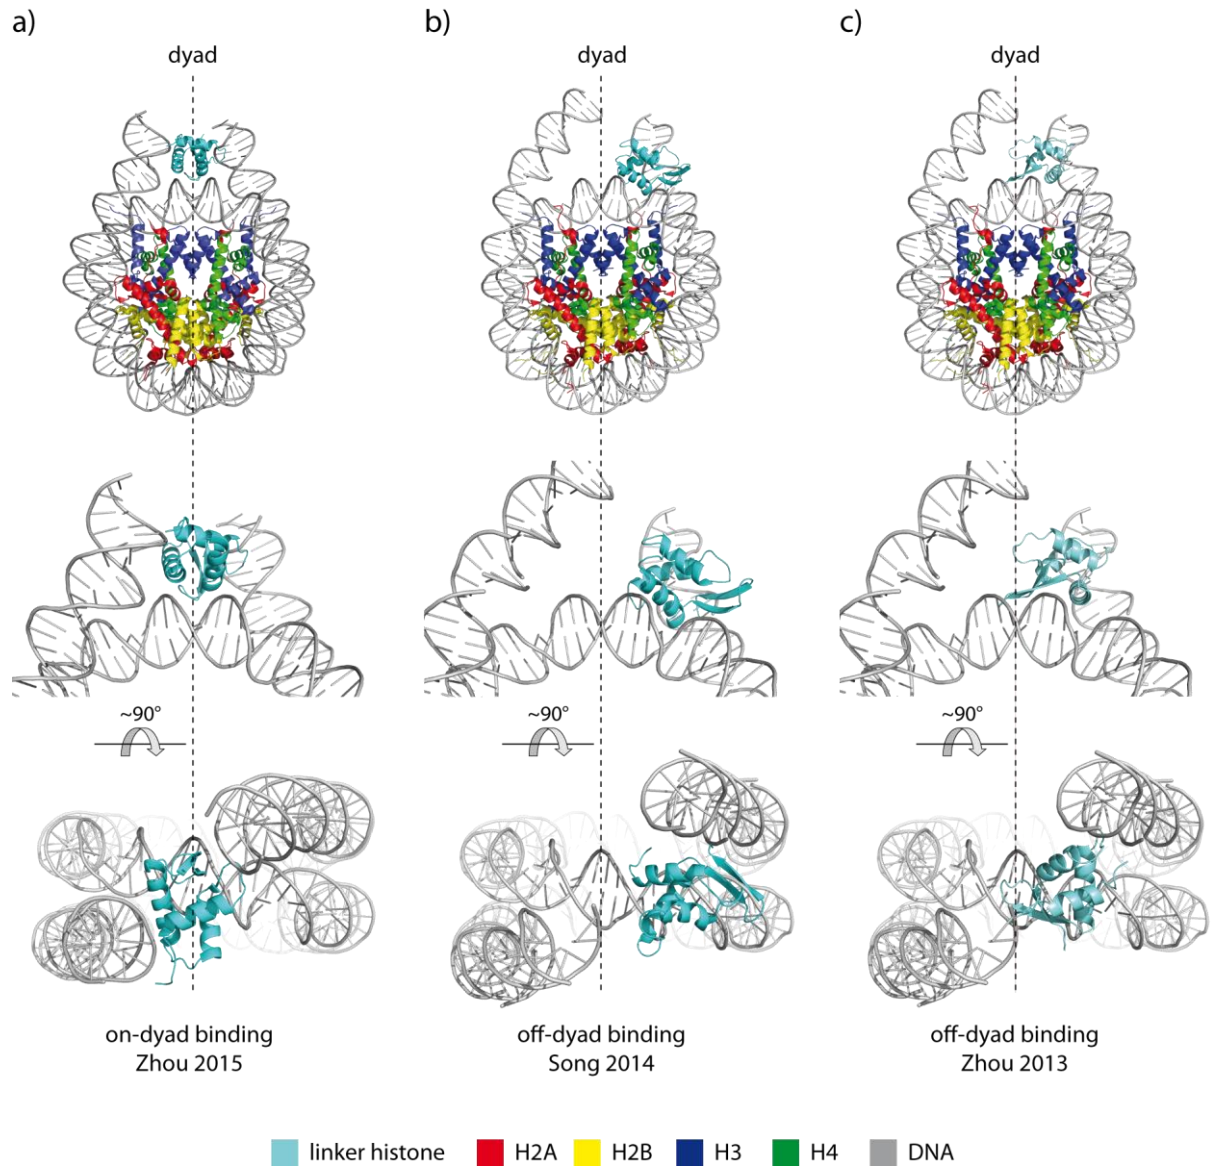 a)
b)
c)
dyad
dyad
dyad
~90°
~90°
~90°
on-dyad binding
Zhou 2015
off-dyad binding
Song 2014
off-dyad binding
Zhou 2013
linker histone
H2A
H2B
H3
H4
DNA